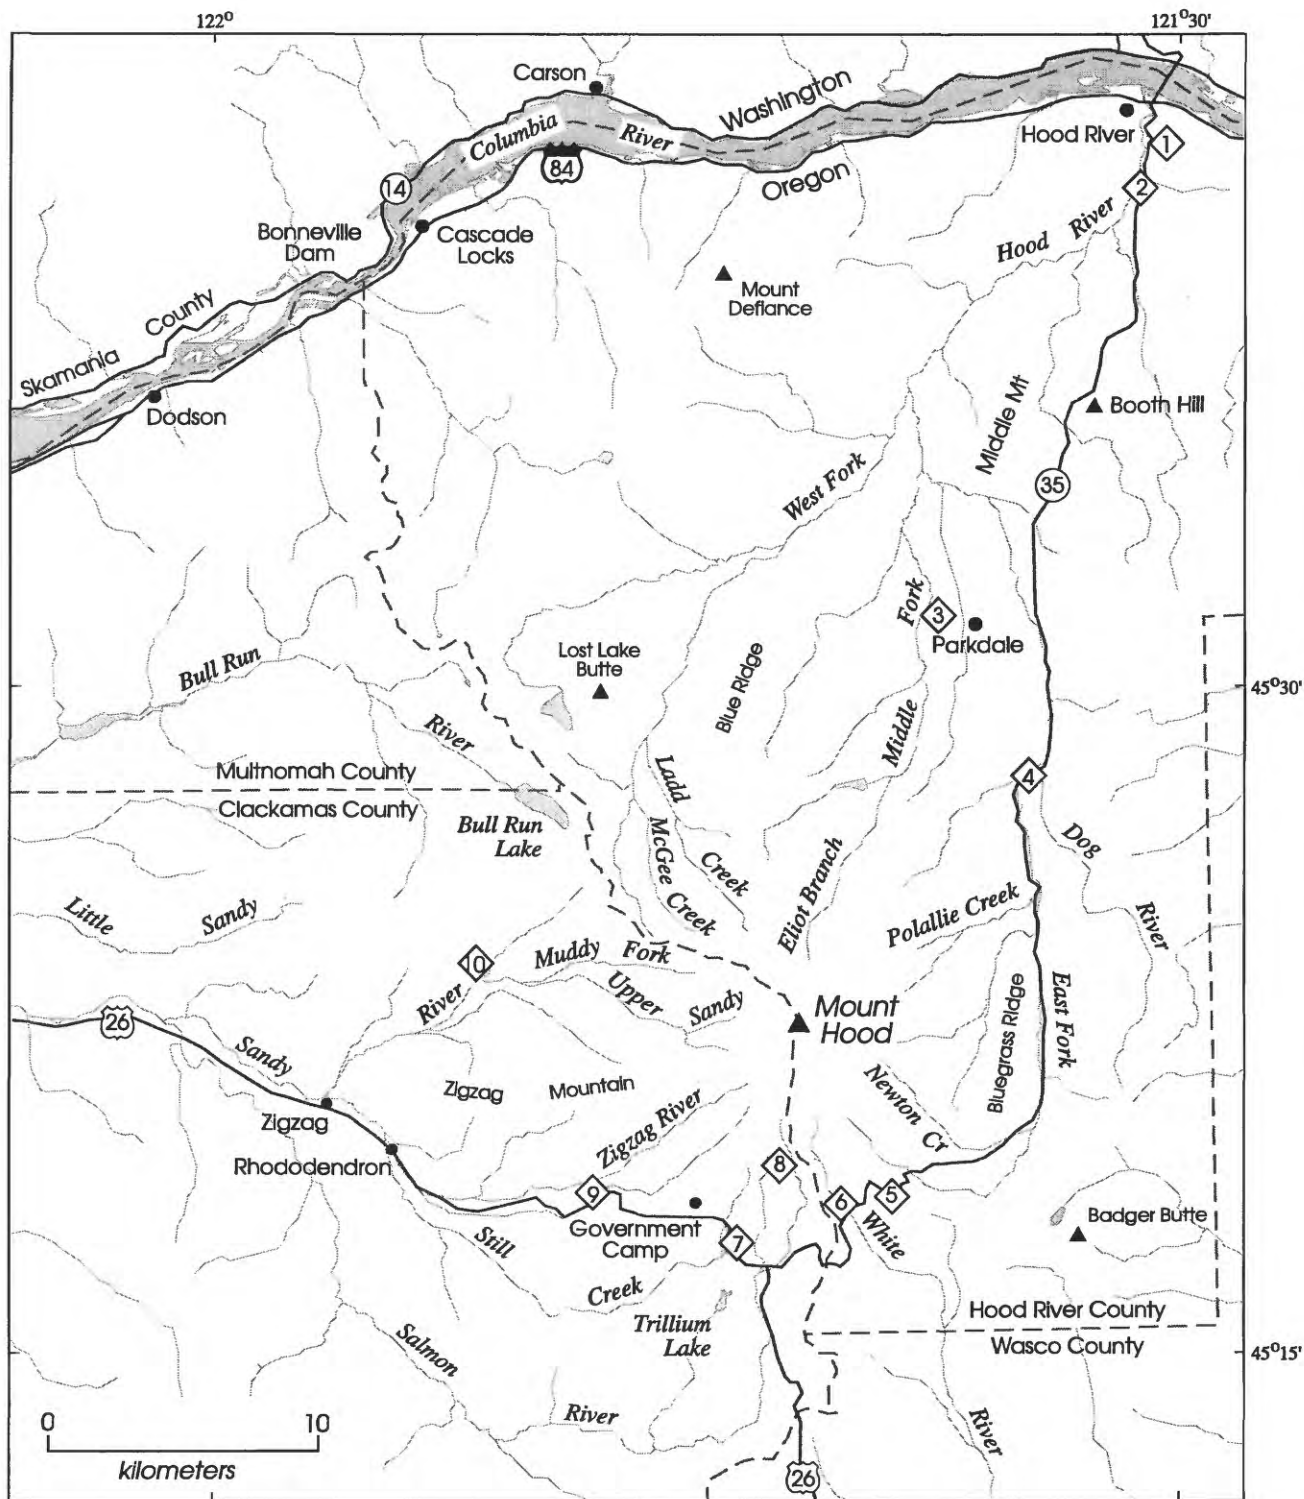 122°
121°30'
Carson
Washington
Columbia
River
Hood River
1
84
Oregon
14
2
Bonneville
Dam
Cascade
Locks
Hood River
Mount
Defiance
Skamania County
Dodson
Middle Mt
Booth Hill
West Fork
35
Fork
3
Parkdale
Lost Lake
Butte
Blue Ridge
Bull Run
45°30'
River
Middle
Multnomah County
Clackamas County
4
Ladd
Creek
Bull Run
Lake
McGee
Creek
Dog
River
Eliot Branch
Little
Sandy
Polallie Creek
10
Muddy
Fork
River
Upper
Sandy
Mount
Hood
Bluegrass Ridge
East Fork
26
Sandy
Zigzag
Mountain
Newton Cr
Zigzag
Zigzag River
Rhododendron
8
9
6
5
White
Badger Butte
Government
Camp
7
Still
Creek
Hood River County
Wasco County
Trillium
Lake
45°15'
Salmon
River
River
0
10
kilometers
26